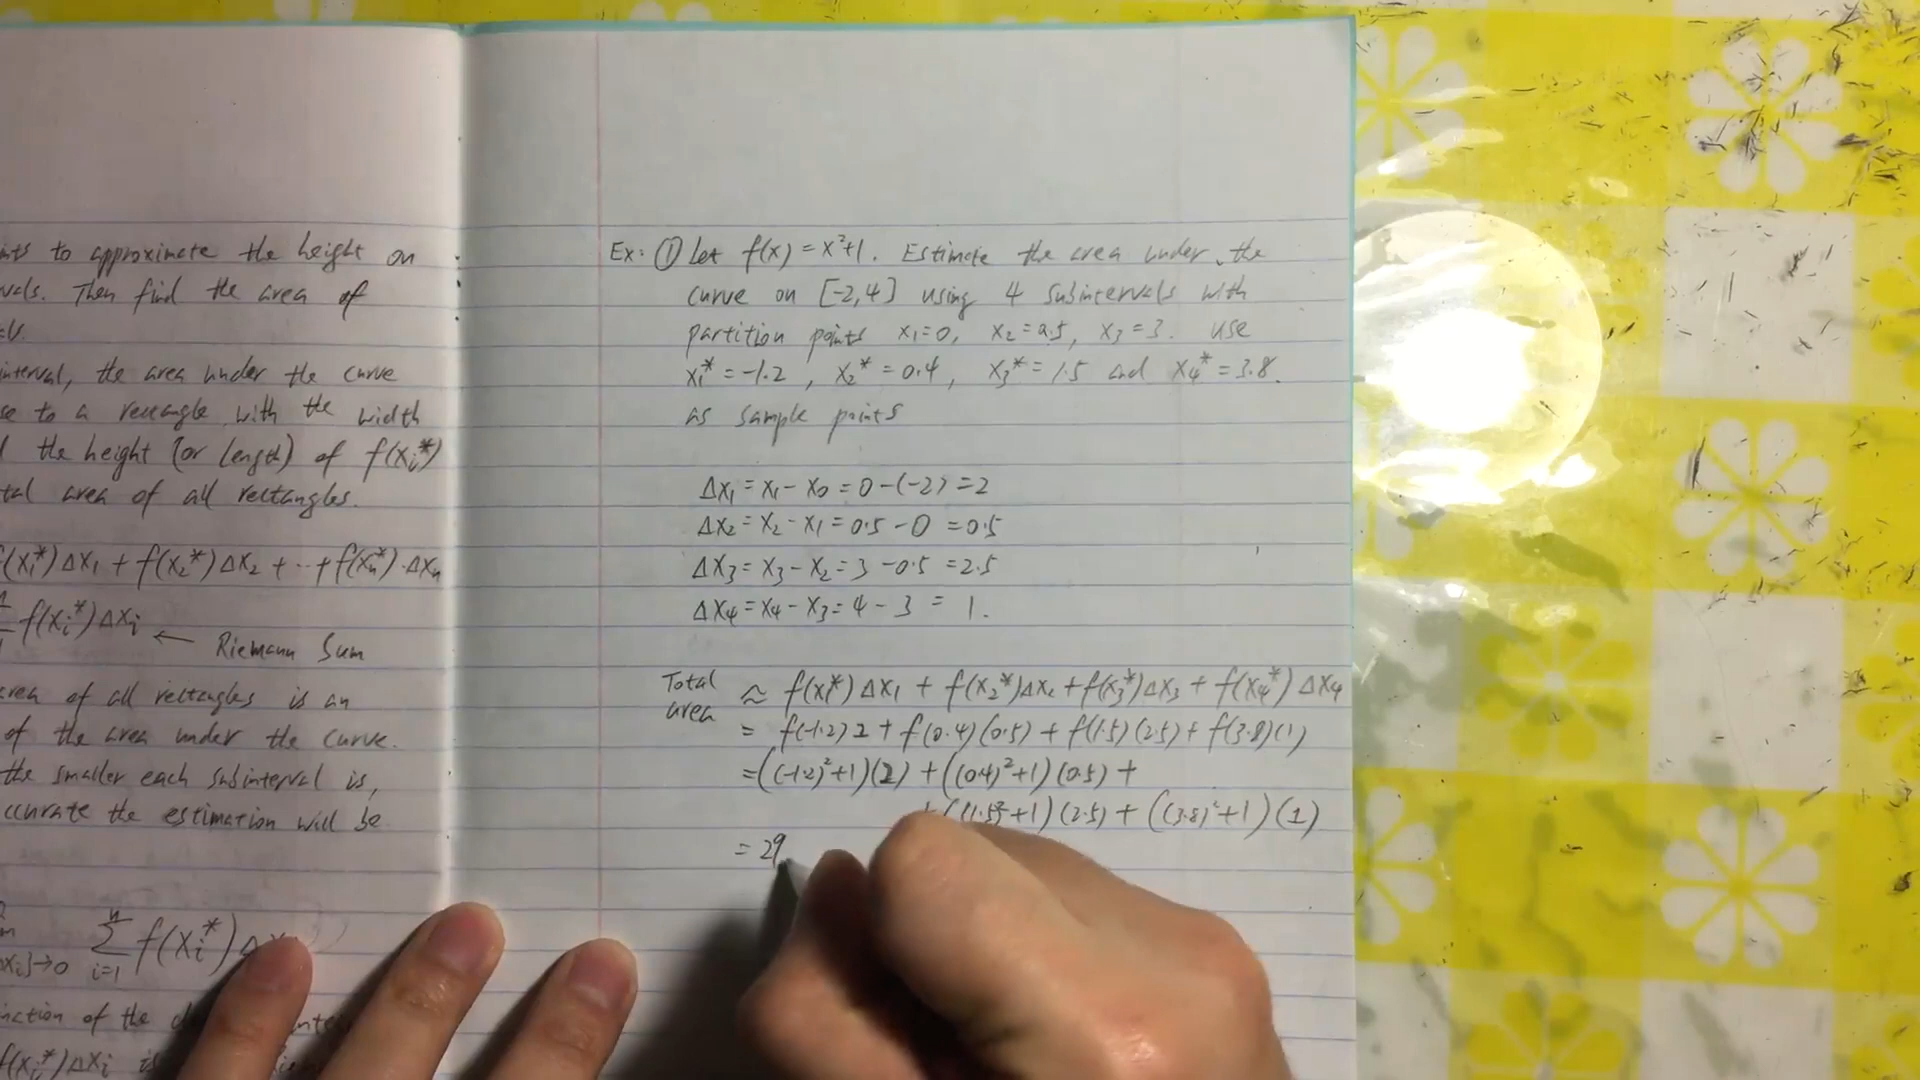 to approximate the height on
Then find the area of
interval, the area under the curve
to a rectangle with the width
the height (or length) of f(xᵢ*)
area of all rectangles.
f(x₁*)Δx₁ + f(x₂*)Δx₂ + ··+ f(xₙ*)·Δxₙ
f(xᵢ*)Δxᵢ ← Riemann Sum
area of all rectangles is an
of the area under the curve.
the smaller each subinterval is,
the estimation will be
n
Σ f(xᵢ*)Δ
i=1
of the
f(xᵢ*)Δxᵢ
Ex: ① Let f(x) = x²+1. Estimate the area under the
curve on [-2,4] using 4 subintervals with
partition points x₁=0, x₂=0.5, x₃=3. Use
x₁* = -1.2, x₂* = 0.4, x₃* = 1.5 and x₄* = 3.8.
as sample points
Δx₁ = x₁ - x₀ = 0-(-2) = 2
Δx₂ = x₂ - x₁ = 0.5 - 0 = 0.5
Δx₃ = x₃ - x₂ = 3 - 0.5 = 2.5
Δx₄ = x₄ - x₃ = 4 - 3 = 1.
Total area ≈ f(x₁*)Δx₁ + f(x₂*)Δx₂ + f(x₃*)Δx₃ + f(x₄*)Δx₄
= f(-1.2)2 + f(0.4)(0.5) + f(1.5)(2.5) + f(3.8)(1)
= ((-1.2)²+1)(2) + ((0.4)²+1)(0.5) +
+ ((1.5)²+1)(2.5) + ((3.8)²+1)(1)
= 29